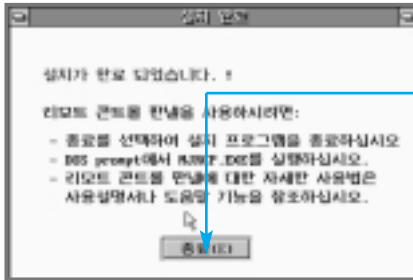 설치 완료
설치가 완료 되었습니다. !
리모트 콘트롤 판넬을 사용하시려면:
- 종료를 선택하여 설치 프로그램을 종료하십시오
- DOS prompt에서 .EXE를 실행하십시오.
- 리모트 콘트롤 판넬에 대한 자세한 사용법은
사용설명서나 도움말 기능을 참조하십시오.
종료(X)